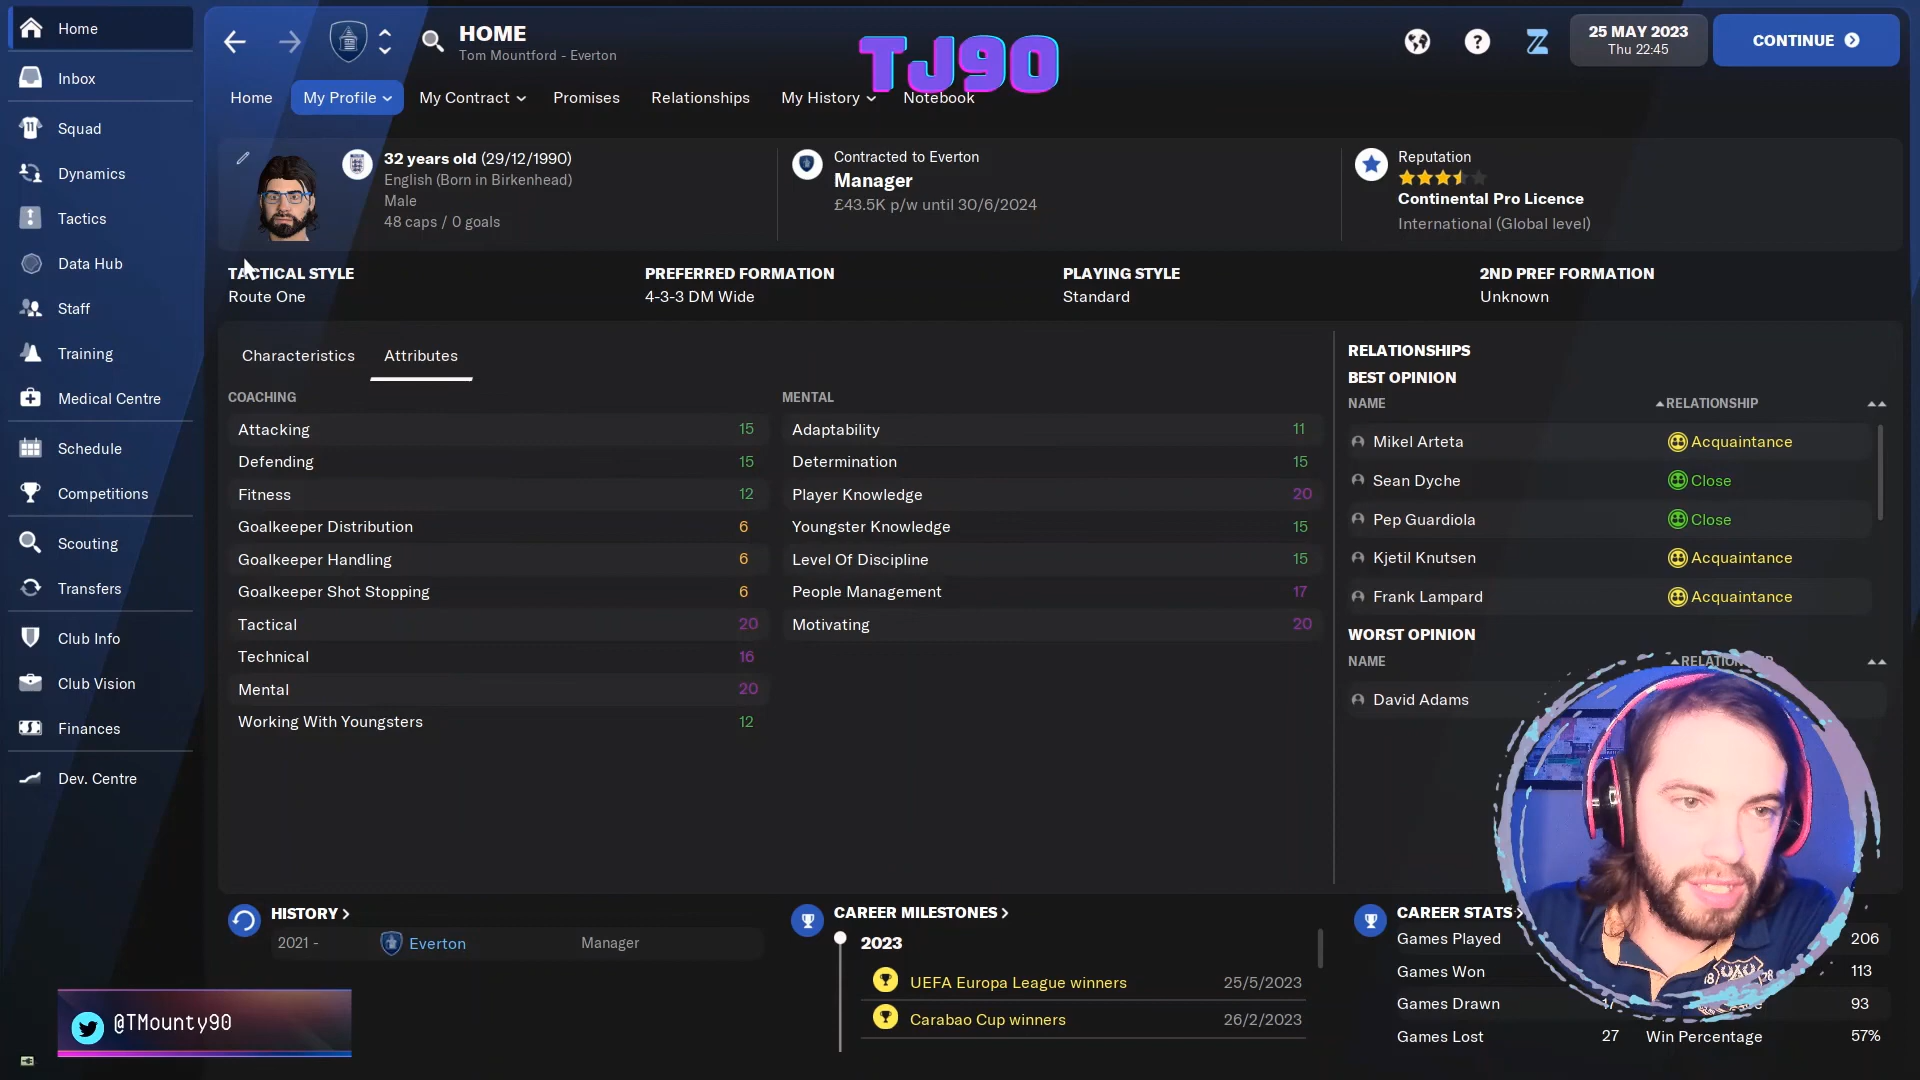 Home
Inbox
Squad
Dynamics
Tactics
Data Hub
Staff
Training
Medical Centre
Schedule
Competitions
Scouting
Transfers
Club Info
Club Vision
Finances
Dev. Centre
HOME
Tom Mountford - Everton
TJ90
25 MAY 2023
Thu 22:45
CONTINUE
Home My Profile My Contract Promises Relationships My History Notebook
32 years old (29/12/1990)
English (Born in Birkenhead)
Male
48 caps / 0 goals
Contracted to Everton
Manager
£43.5K p/w until 30/6/2024
Reputation
Continental Pro Licence
International (Global level)
TACTICAL STYLE
Route One
PREFERRED FORMATION
4-3-3 DM Wide
PLAYING STYLE
Standard
2ND PREF FORMATION
Unknown
Characteristics Attributes
COACHING
Attacking 15
Defending 15
Fitness 12
Goalkeeper Distribution 6
Goalkeeper Handling 6
Goalkeeper Shot Stopping 6
Tactical 20
Technical 16
Mental 20
Working With Youngsters 12
MENTAL
Adaptability 11
Determination 15
Player Knowledge 20
Youngster Knowledge 15
Level Of Discipline 15
People Management 17
Motivating 20
RELATIONSHIPS
BEST OPINION
NAME RELATIONSHIP
Mikel Arteta Acquaintance
Sean Dyche Close
Pep Guardiola Close
Kjetil Knutsen Acquaintance
Frank Lampard Acquaintance
WORST OPINION
NAME
David Adams
HISTORY
2021 - Everton Manager
CAREER MILESTONES
2023
UEFA Europa League winners 25/5/2023
Carabao Cup winners 26/2/2023
CAREER STATS
Games Played 206
Games Won 113
Games Drawn 93
Games Lost 27 Win Percentage 57%
@TMounty90